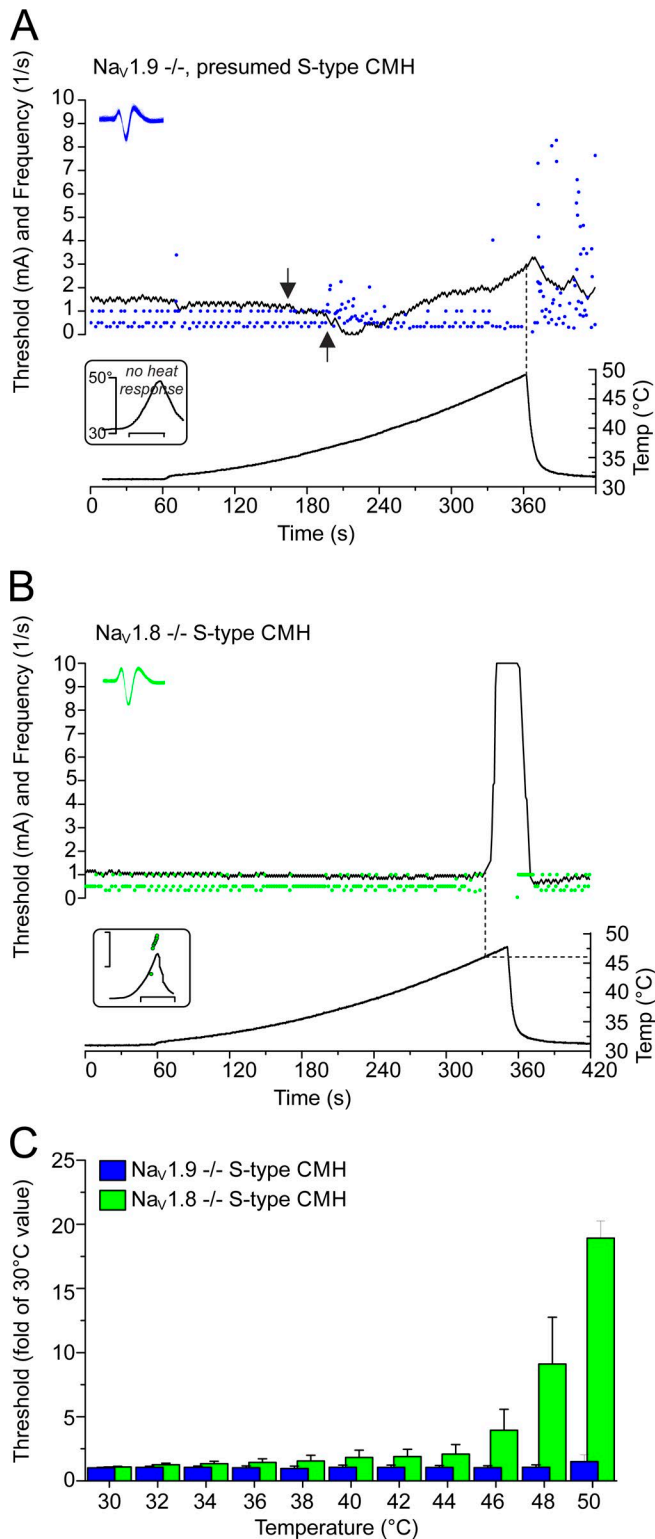 A
NaV1.9 -/-, presumed S-type CMH
Threshold (mA) and Frequency (1/s)
10
9
8
7
6
5
4
3
2
1
0
no heat
response
50°
30
50
45
40
35
30
Temp (°C)
0 60 120 180 240 300 360
Time (s)
B
NaV1.8 -/- S-type CMH
Threshold (mA) and Frequency (1/s)
10
9
8
7
6
5
4
3
2
1
0
50
45
40
35
30
Temp (°C)
0 60 120 180 240 300 360 420
Time (s)
C
NaV1.9 -/- S-type CMH
NaV1.8 -/- S-type CMH
Threshold (fold of 30°C value)
25
20
15
10
5
0
30 32 34 36 38 40 42 44 46 48 50
Temperature (°C)